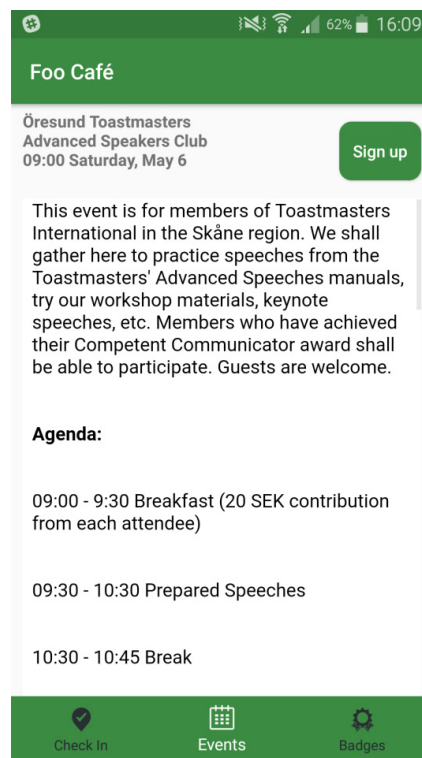 62% 16:09
Foo Café
Öresund Toastmasters
Advanced Speakers Club
09:00 Saturday, May 6
Sign up
This event is for members of Toastmasters
International in the Skåne region. We shall
gather here to practice speeches from the
Toastmasters' Advanced Speeches manuals,
try our workshop materials, keynote
speeches, etc. Members who have achieved
their Competent Communicator award shall
be able to participate. Guests are welcome.
Agenda:
09:00 - 9:30 Breakfast (20 SEK contribution
from each attendee)
09:30 - 10:30 Prepared Speeches
10:30 - 10:45 Break
Check In Events Badges